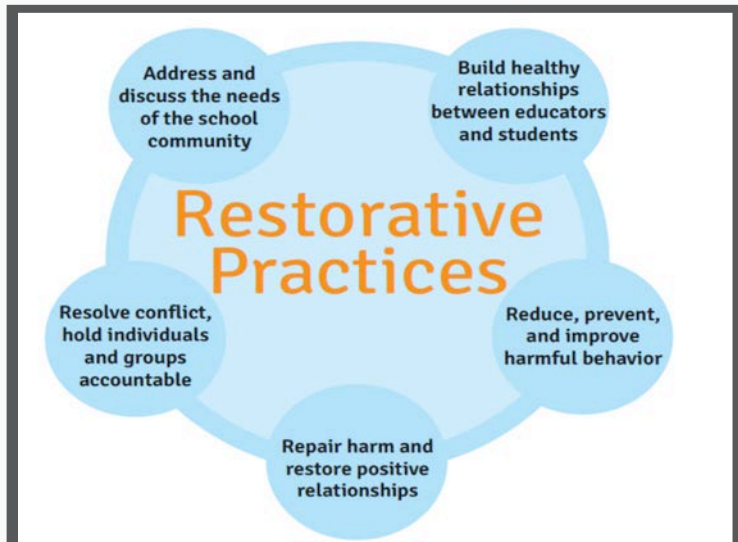 Address and
discuss the needs
of the school
community
Build healthy
relationships
between educators
and students
Restorative
Practices
Resolve conflict,
hold individuals
and groups
accountable
Reduce, prevent,
and improve
harmful behavior
Repair harm and
restore positive
relationships